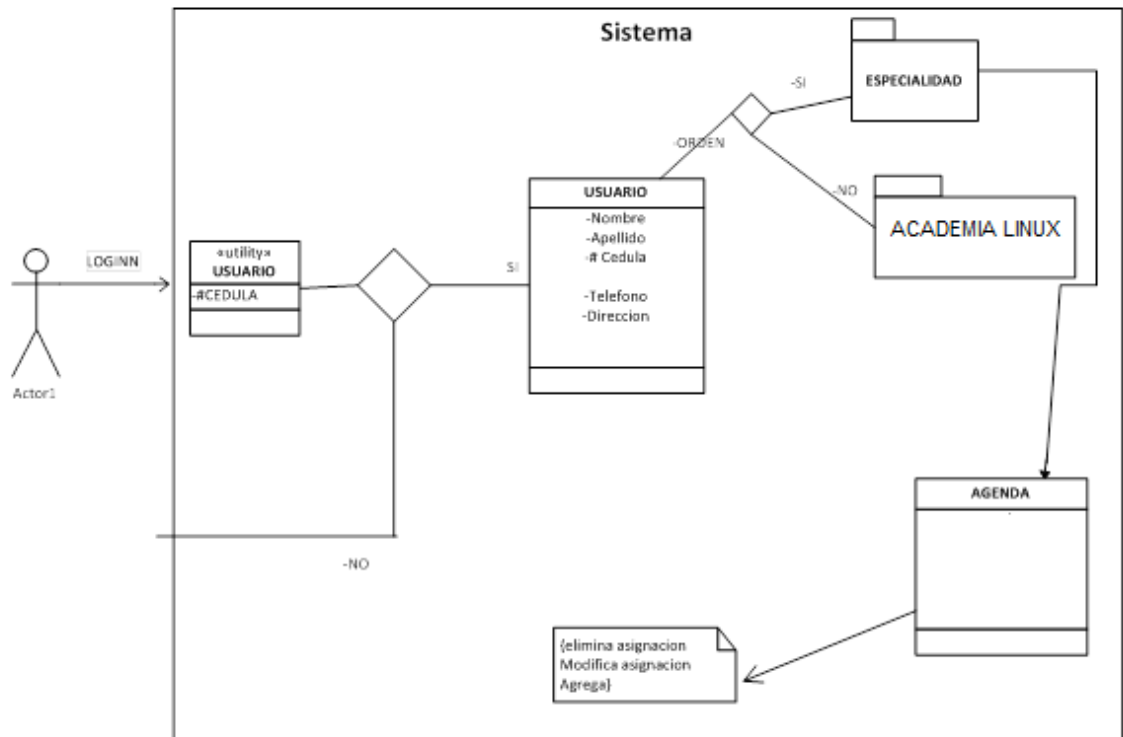 Sistema
-SI
ESPECIALIDAD
-ORDEN
-NO
ACADEMIA LINUX
USUARIO
-Nombre
-Apellido
-# Cedula
-Telefono
-Direccion
LOGINN
«utility»
USUARIO
-#CEDULA
SI
Actor1
-NO
AGENDA
{elimina asignacion
Modifica asignacion
Agrega}